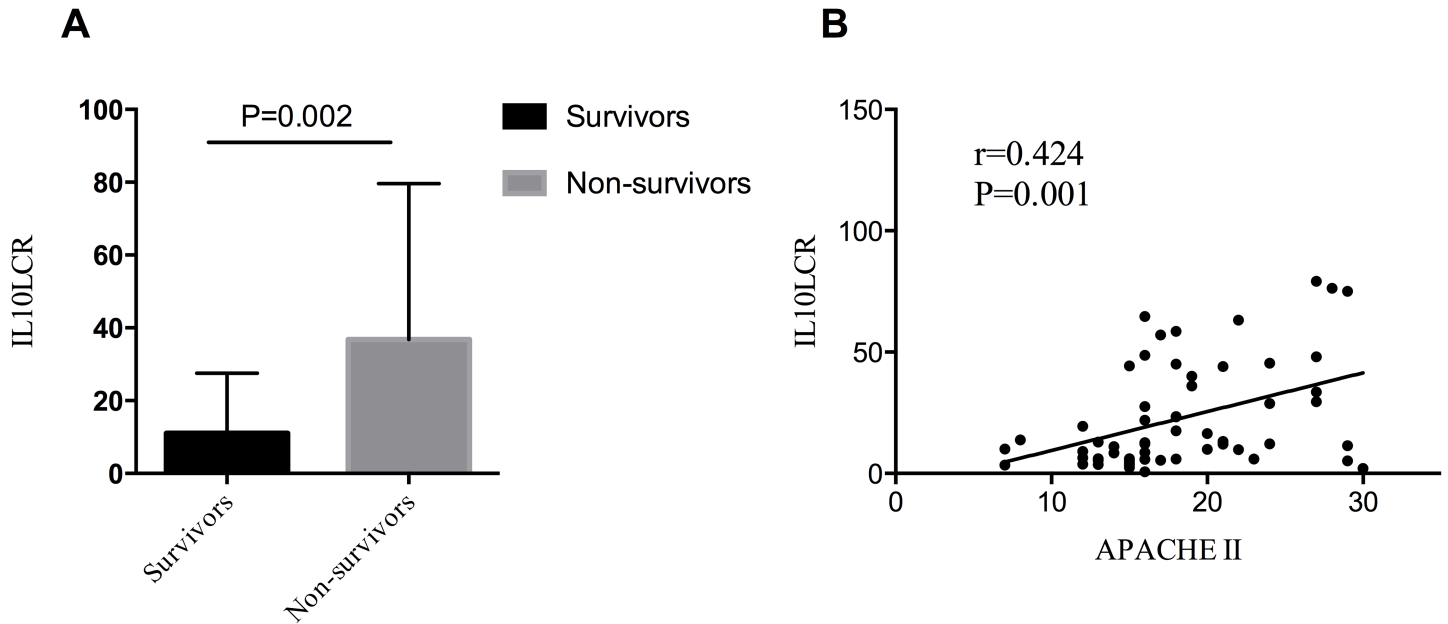 A
100
80
60
40
20
0
IL10LCR
P=0.002
Survivors
Non-survivors
Survivors
Non-survivors
B
150
100
50
0
IL10LCR
r=0.424
P=0.001
0 10 20 30
APACHE II